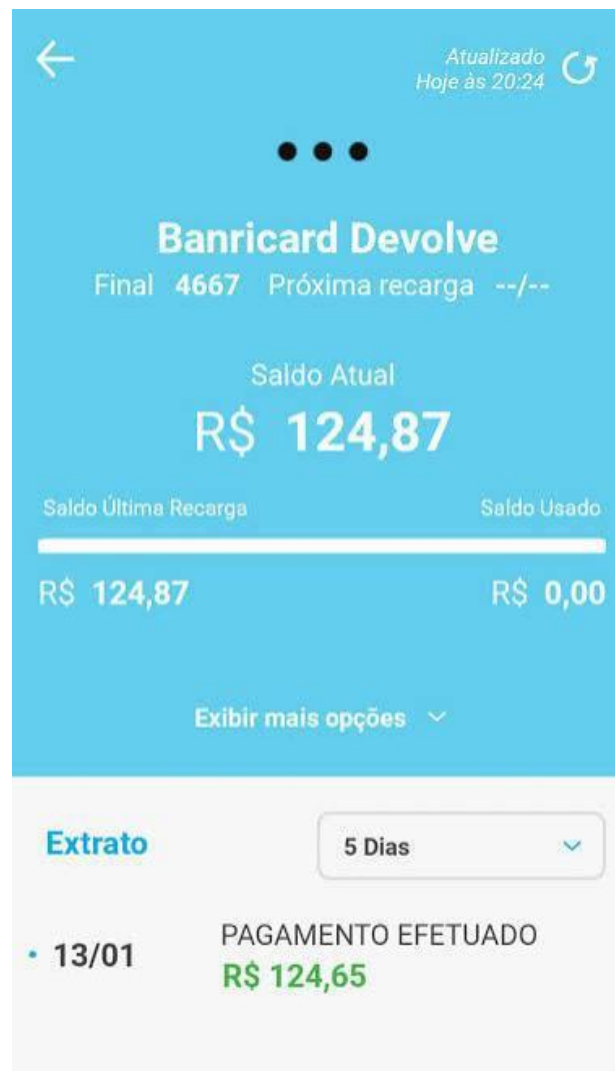 Atualizado
Hoje às 20:24
Banricard Devolve
Final 4667 Próxima recarga --/--
Saldo Atual
R$ 124,87
Saldo Última Recarga Saldo Usado
R$ 124,87 R$ 0,00
Exibir mais opções
Extrato 5 Dias
13/01 PAGAMENTO EFETUADO
R$ 124,65